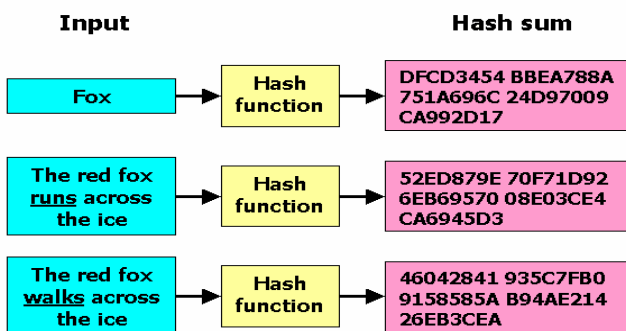 Input
Hash sum
Fox
Hash
function
DFCD3454 BBEA788A
751A696C 24D97009
CA992D17
The red fox
runs across
the ice
Hash
function
52ED879E 70F71D92
6EB69570 08E03CE4
CA6945D3
The red fox
walks across
the ice
Hash
function
46042841 935C7FB0
9158585A B94AE214
26EB3CEA